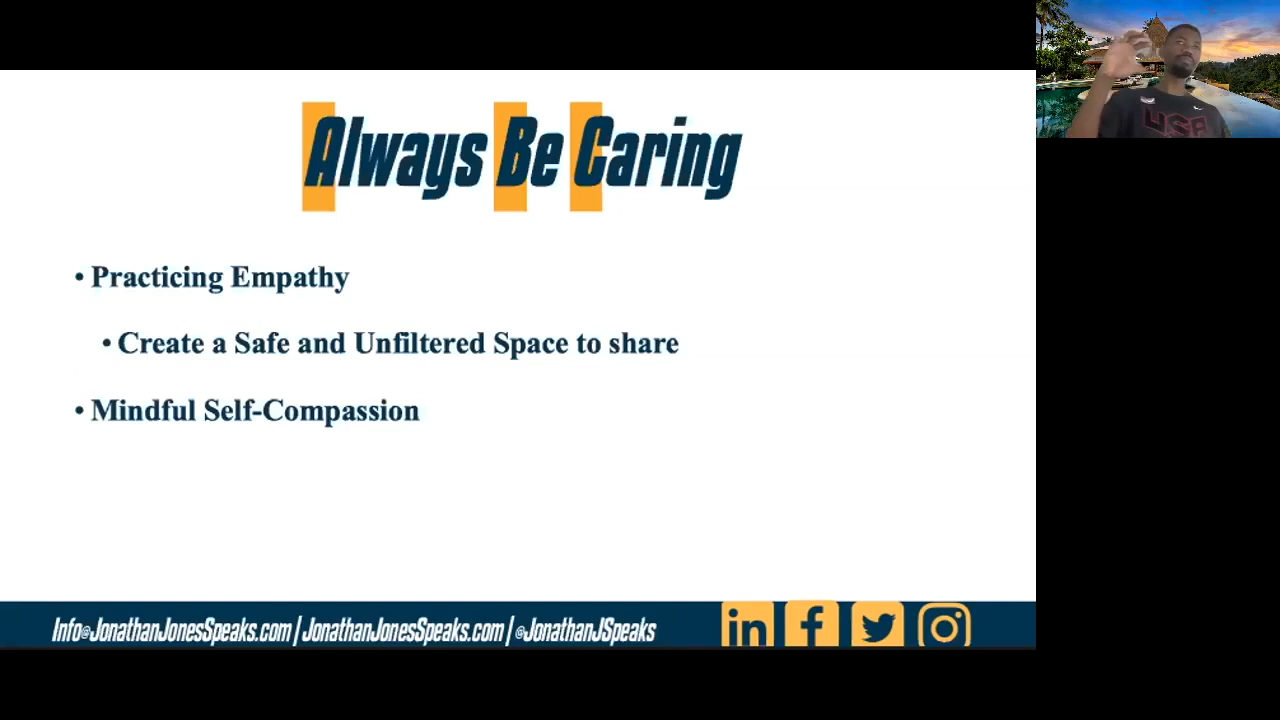 Always Be Caring
• Practicing Empathy
• Create a Safe and Unfiltered Space to share
• Mindful Self-Compassion
Info@JonathanJonesSpeaks.com | JonathanJonesSpeaks.com | @JonathanJSpeaks
USA